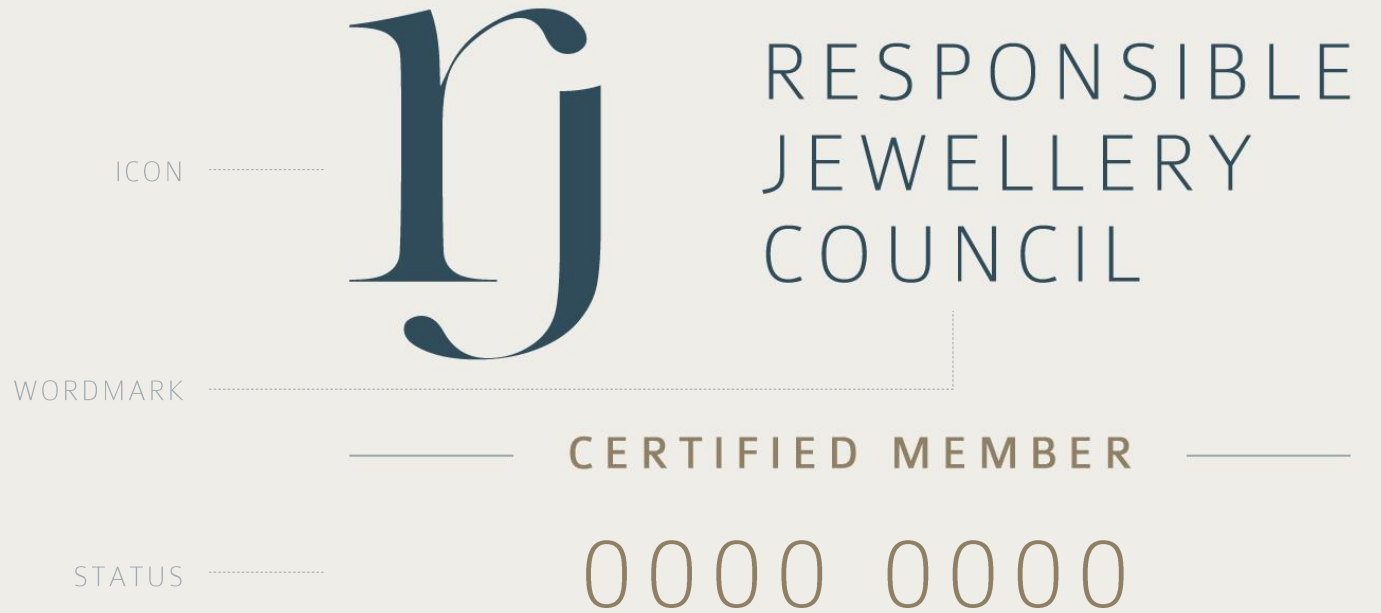 rj
RESPONSIBLE
JEWELLERY
COUNCIL
ICON
WORDMARK
CERTIFIED MEMBER
STATUS
0000 0000